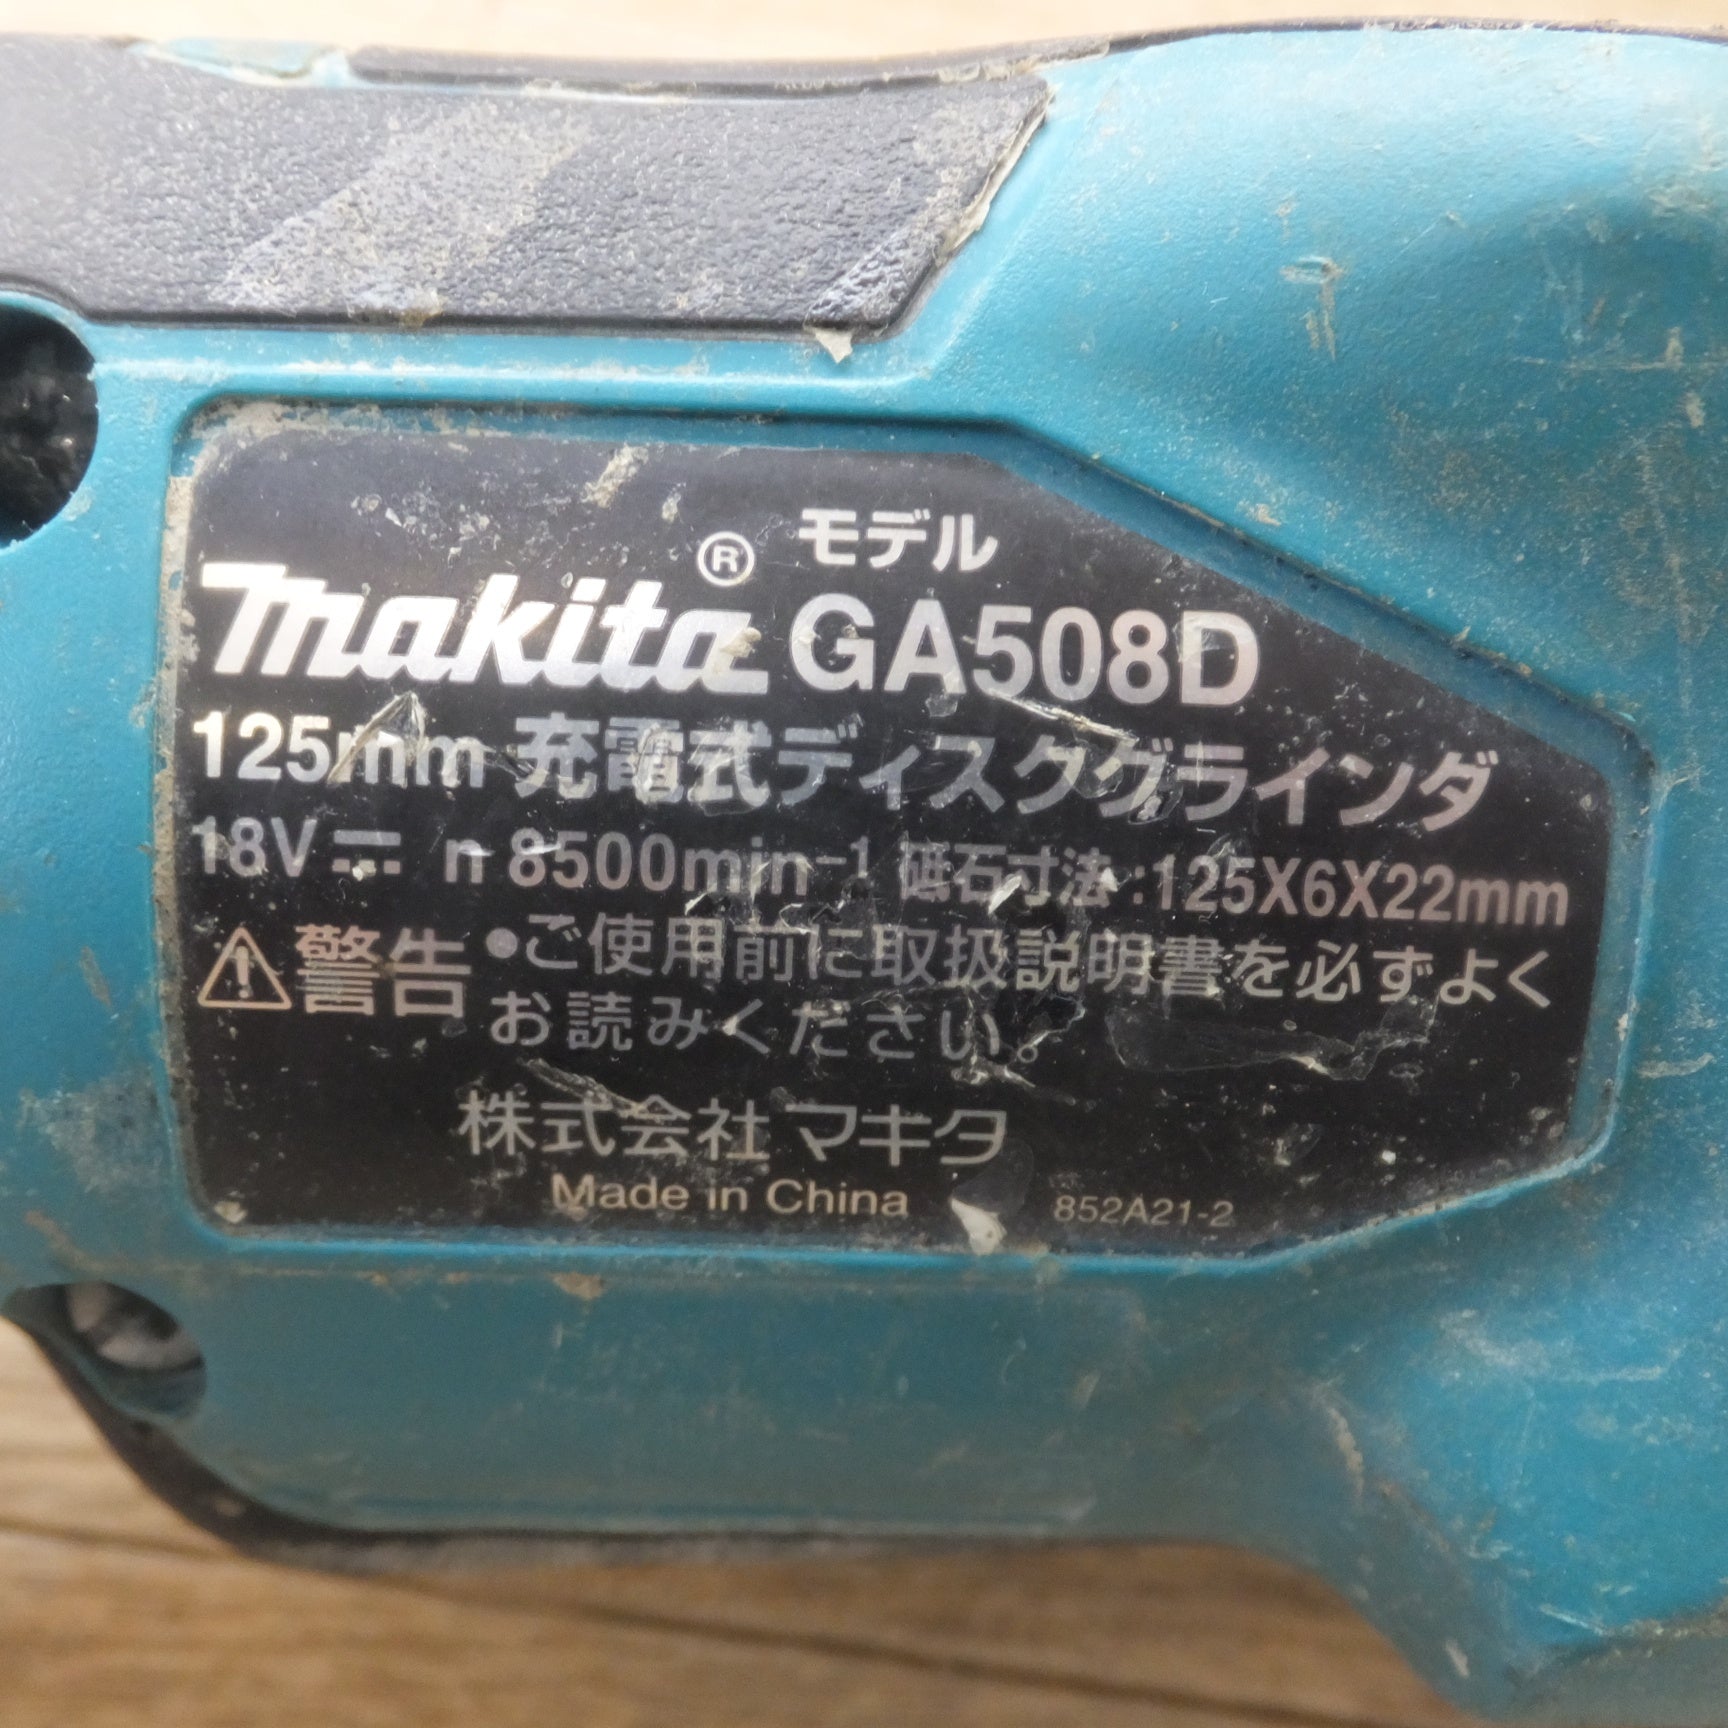 makita® モデル GA508D
125mm 充電式ディスクグラインダ
18V⎓ n 8500min⁻¹ 砥石寸法:125X6X22mm
⚠警告 ●ご使用前に取扱説明書を必ずよく
お読みください。
株式会社マキタ
Made in China 852A21-2